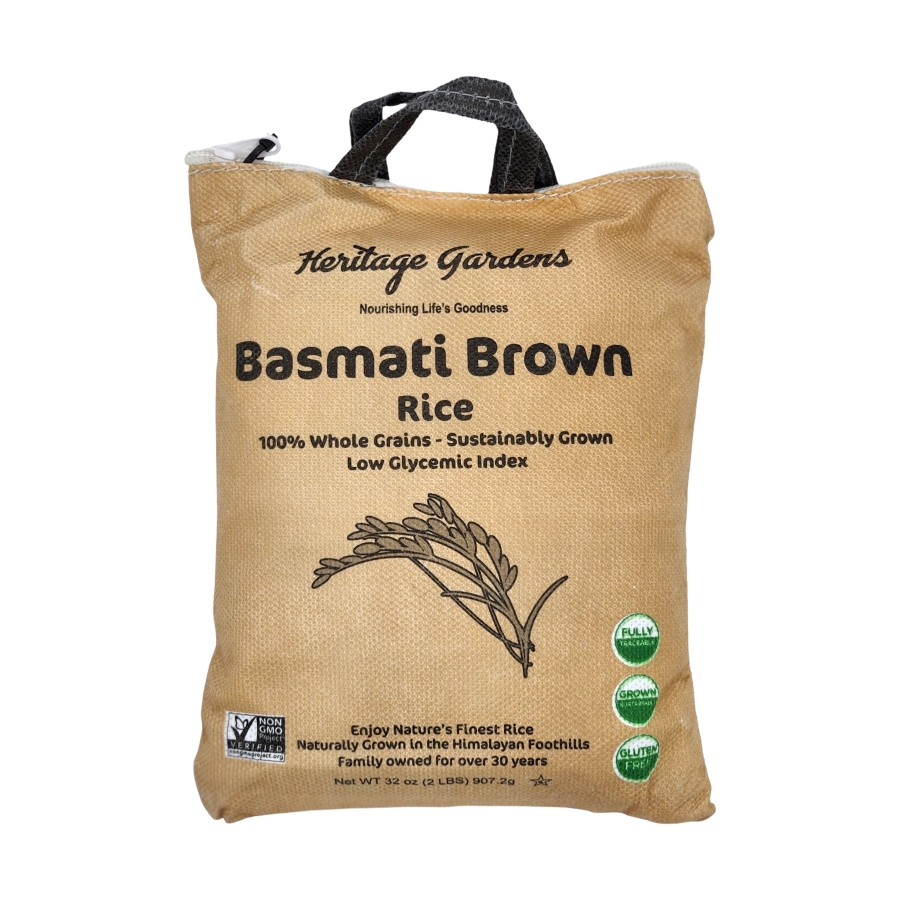 Heritage Gardens
Nourishing Life's Goodness
Basmati Brown
Rice
100% Whole Grains - Sustainably Grown
Low Glycemic Index
FULLY
TRACEABLE
GROWN
GLUTEN
FREE
NON
GMO
Project
VERIFIED
nongmoproject.org
Enjoy Nature's Finest Rice
Naturally Grown in the Himalayan Foothills
Family owned for over 30 years
Net WT 32 oz (2 LBS) 907.2g